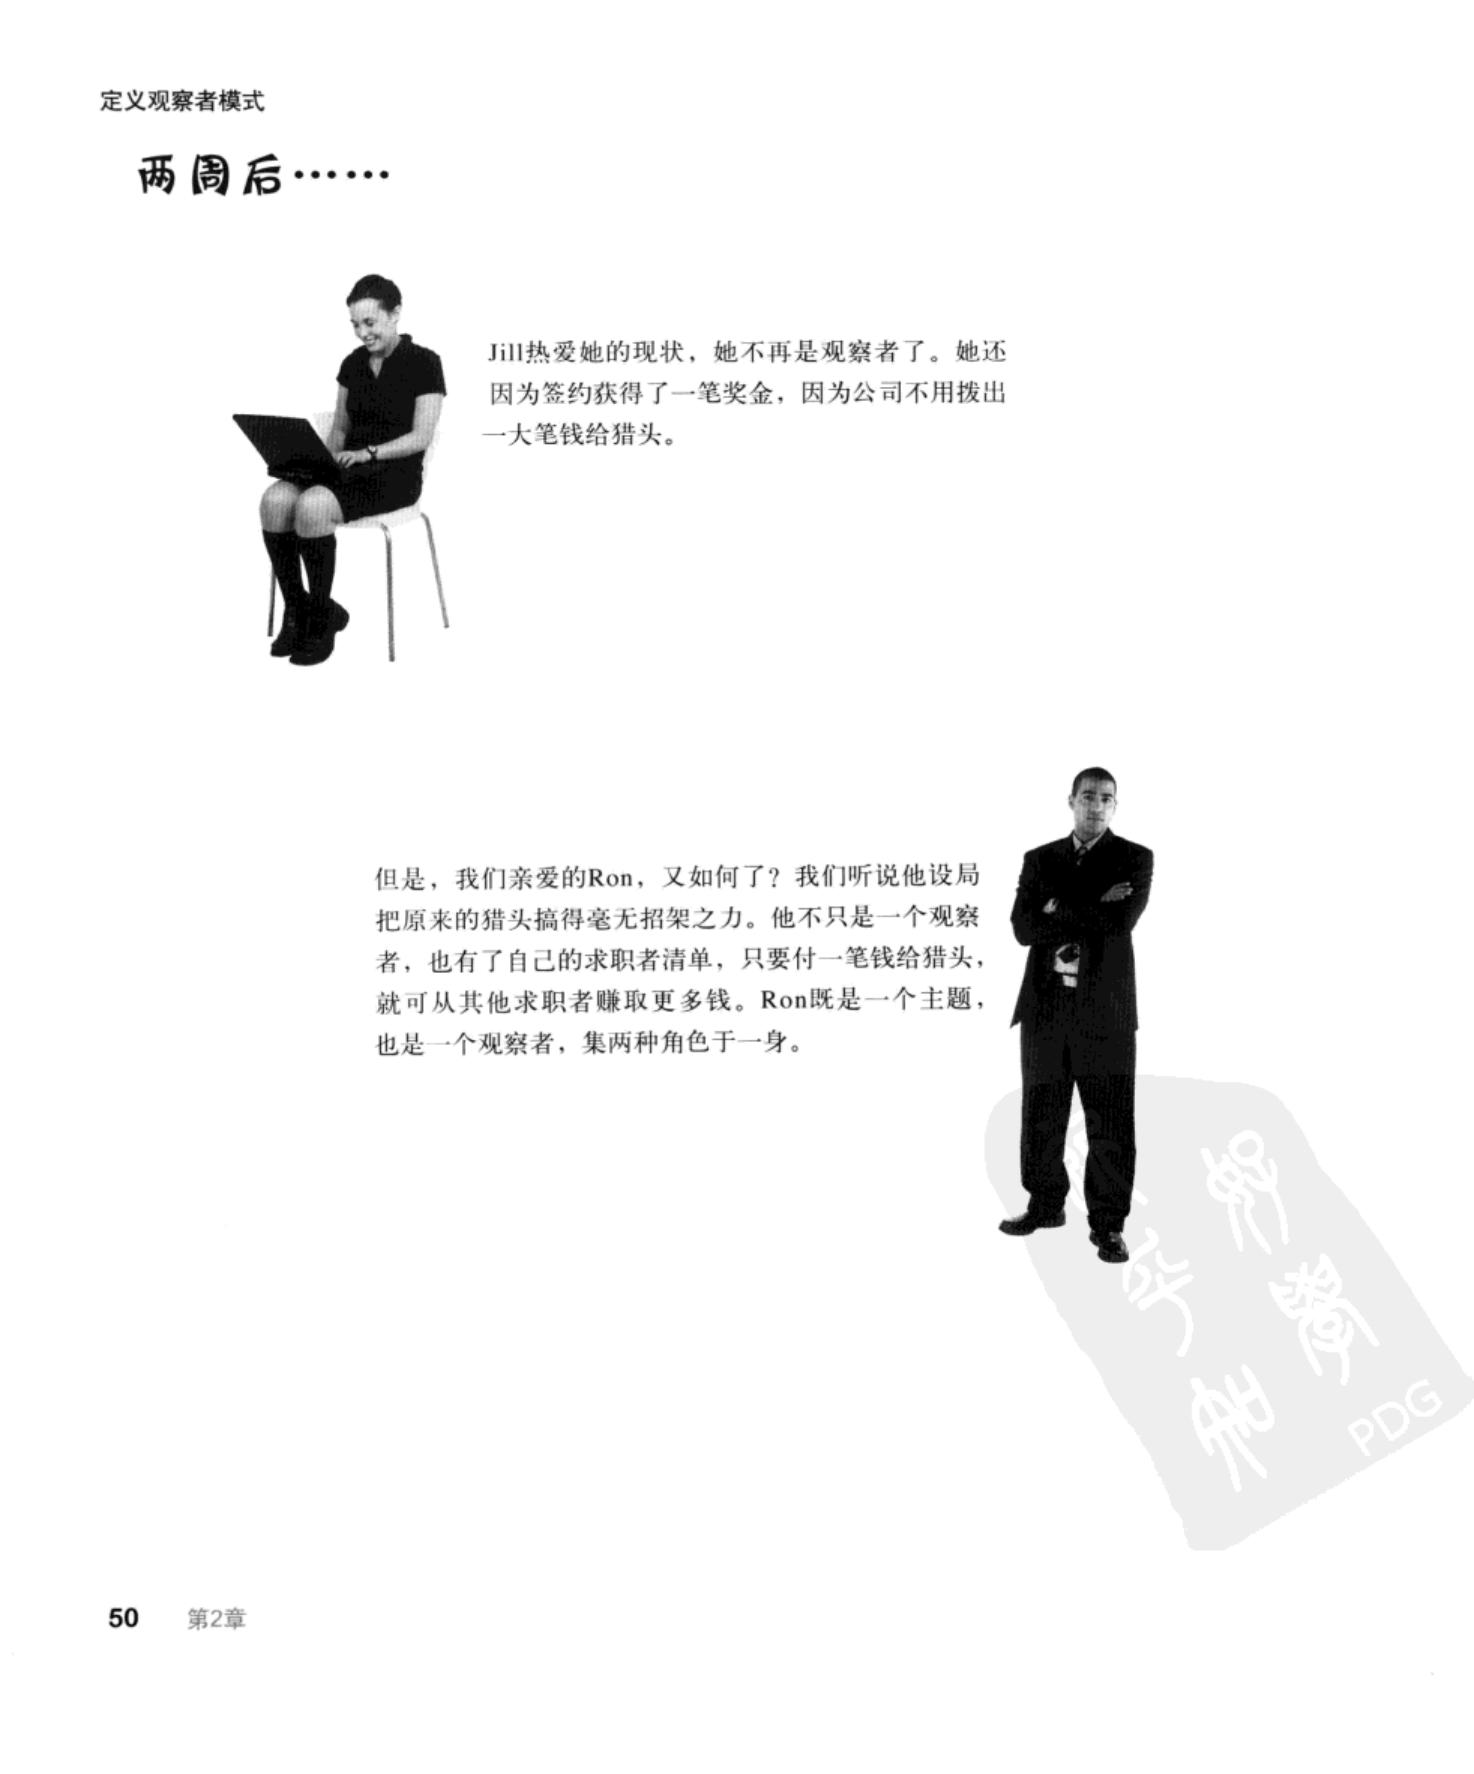 定义观察者模式
两周后……
Jill热爱她的现状，她不再是观察者了。她还
因为签约获得了一笔奖金，因为公司不用拨出
一大笔钱给猎头。
但是，我们亲爱的Ron，又如何了？我们听说他设局
把原来的猎头搞得毫无招架之力。他不只是一个观察
者，也有了自己的求职者清单，只要付一笔钱给猎头，
就可从其他求职者赚取更多钱。Ron既是一个主题，
也是一个观察者，集两种角色于一身。
PDG
50 第2章